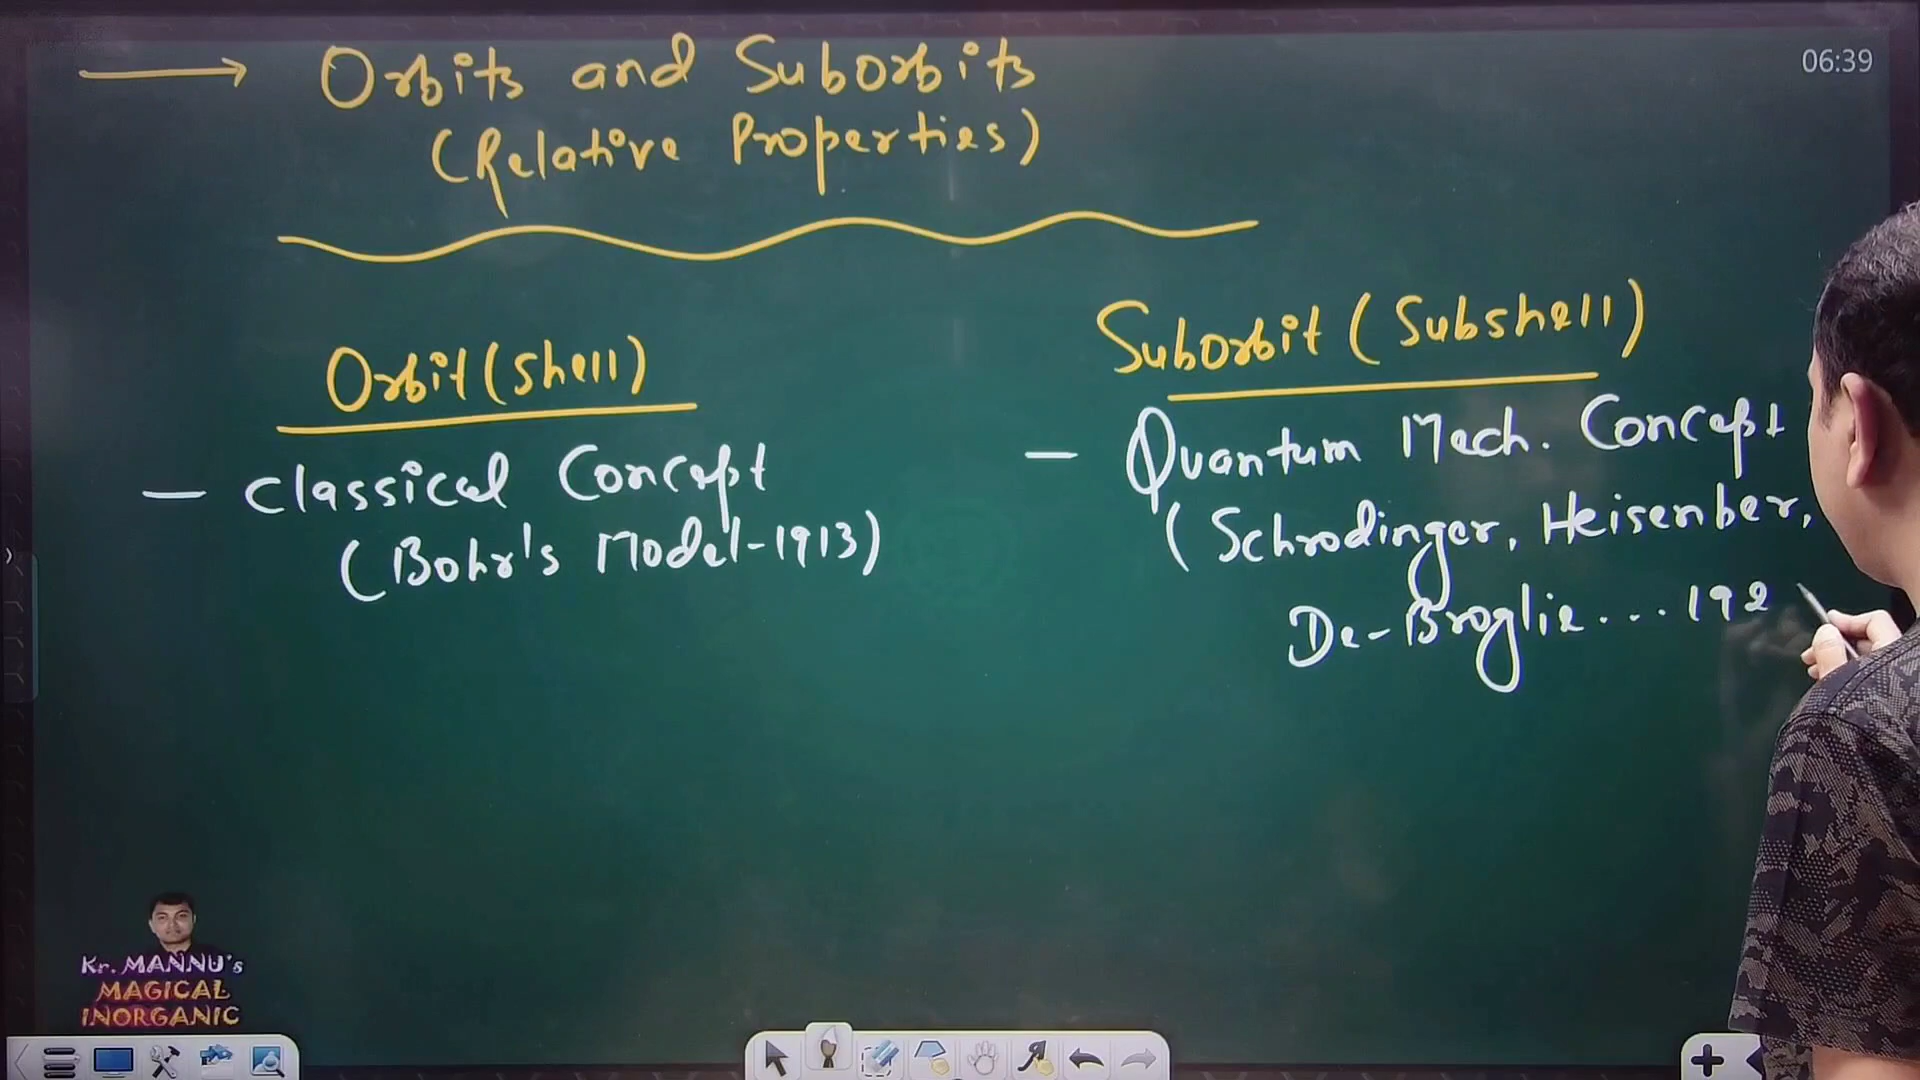 Orbits and Suborbits
(Relative Properties)
06:39
Orbit (Shell)
— Classical Concept
(Bohr's Model-1913)
Suborbit (Subshell)
— Quantum Mech. Concept
(Schrodinger, Heisenber,
De-Broglie... 192
Kr. MANNU's
MAGICAL
INORGANIC